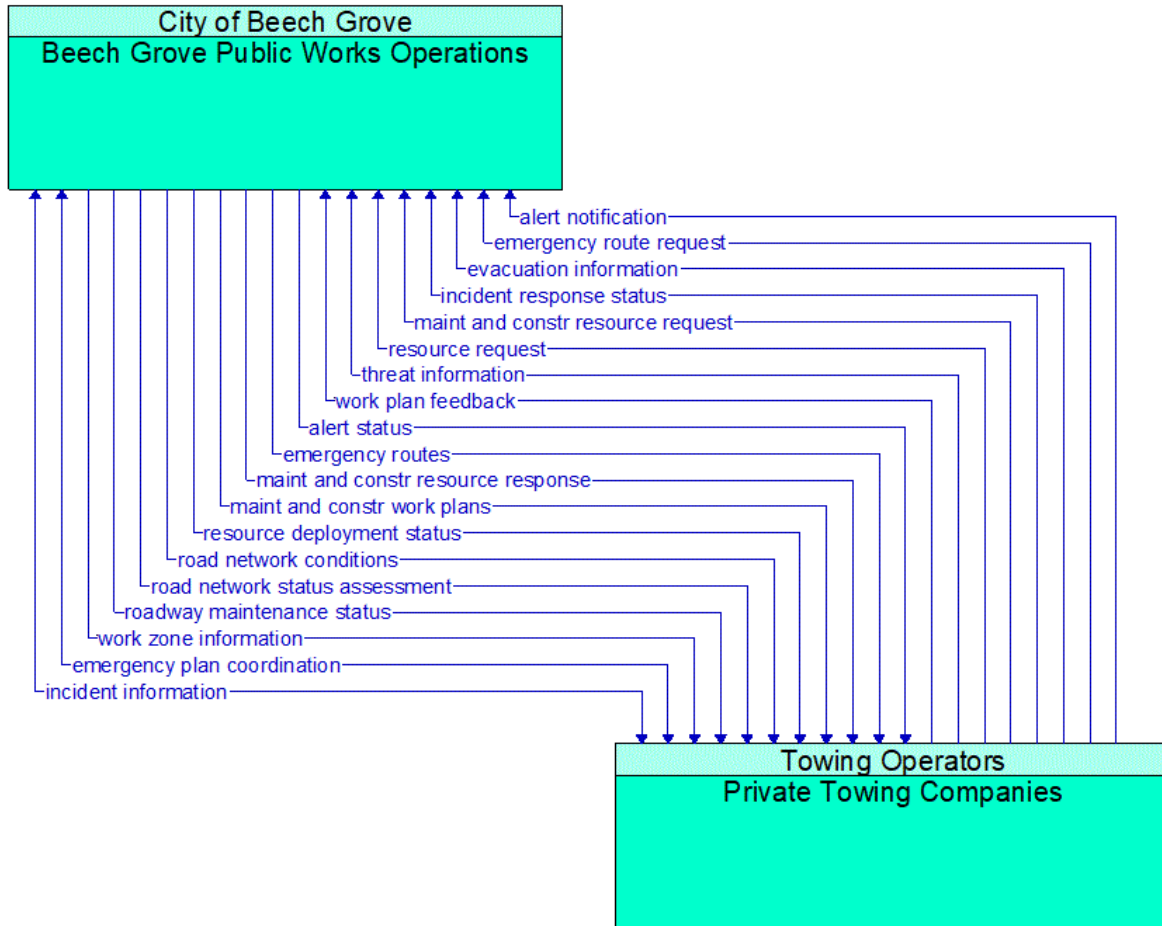 City of Beech Grove
Beech Grove Public Works Operations
alert notification
emergency route request
evacuation information
incident response status
maint and constr resource request
resource request
threat information
work plan feedback
alert status
emergency routes
maint and constr resource response
maint and constr work plans
resource deployment status
road network conditions
road network status assessment
roadway maintenance status
work zone information
emergency plan coordination
incident information
Towing Operators
Private Towing Companies